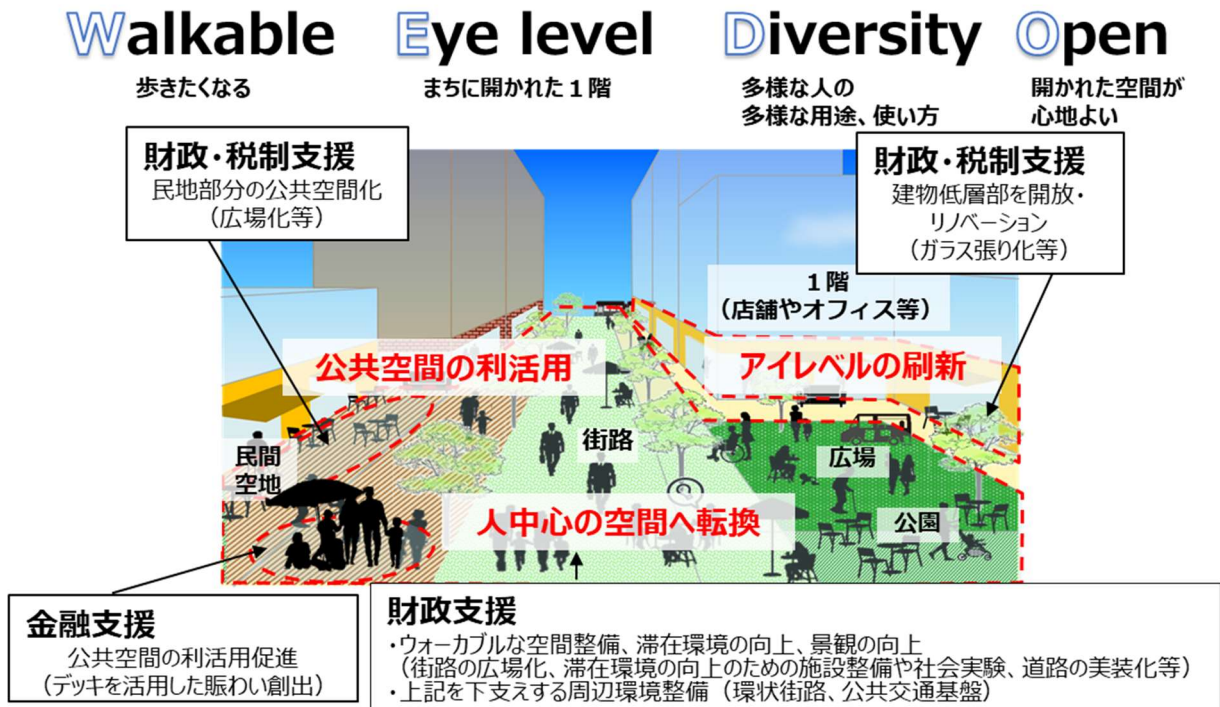 Walkable
歩きたくなる
Eye level
まちに開かれた１階
Diversity
多様な人の
多様な用途、使い方
Open
開かれた空間が
心地よい
財政・税制支援
民地部分の公共空間化
（広場化等）
財政・税制支援
建物低層部を開放・
リノベーション
（ガラス張り化等）
１階
（店舗やオフィス等）
公共空間の利活用
アイレベルの刷新
民間
空地
街路
広場
公園
人中心の空間へ転換
金融支援
公共空間の利活用促進
（デッキを活用した賑わい創出）
財政支援
・ウォーカブルな空間整備、滞在環境の向上、景観の向上
（街路の広場化、滞在環境の向上のための施設整備や社会実験、道路の美装化等）
・上記を下支えする周辺環境整備（環状街路、公共交通基盤）